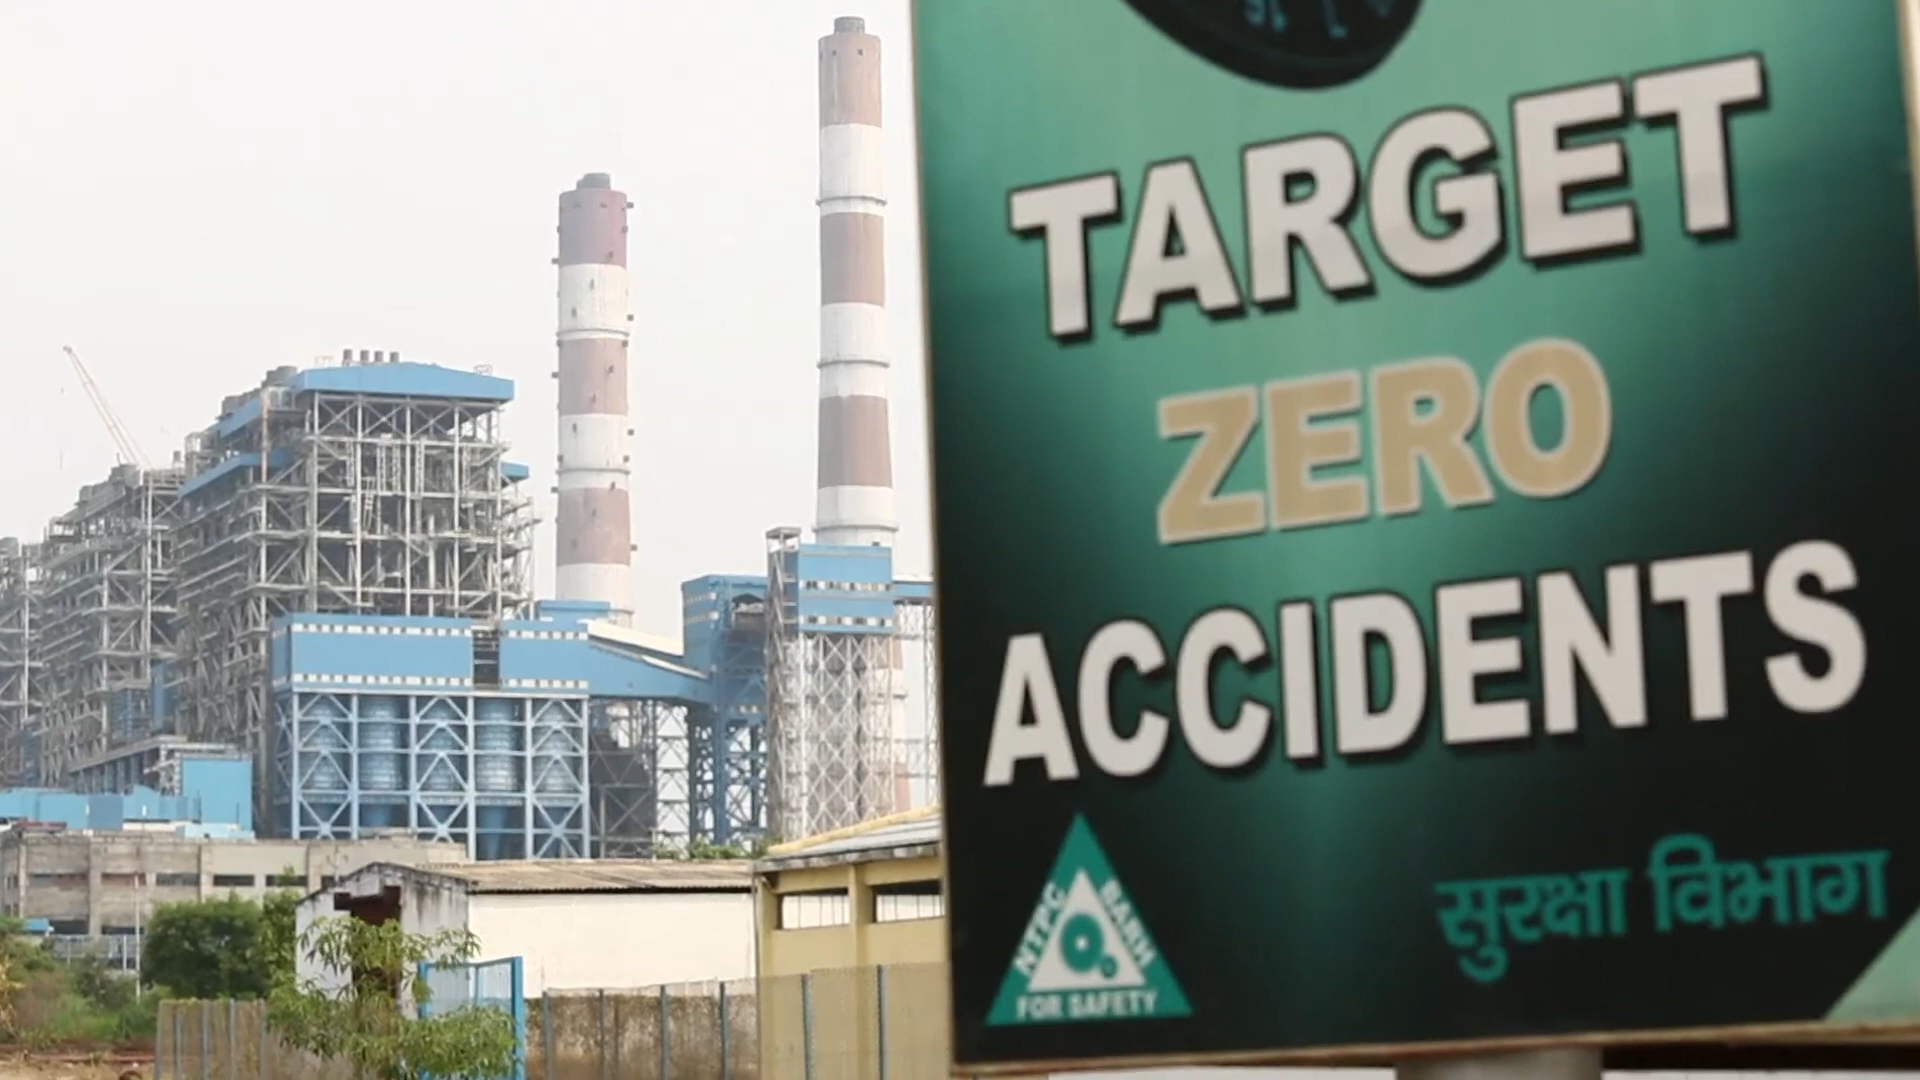 TARGET
ZERO
ACCIDENTS
सुरक्षा विभाग
NTPC BARH
FOR SAFETY